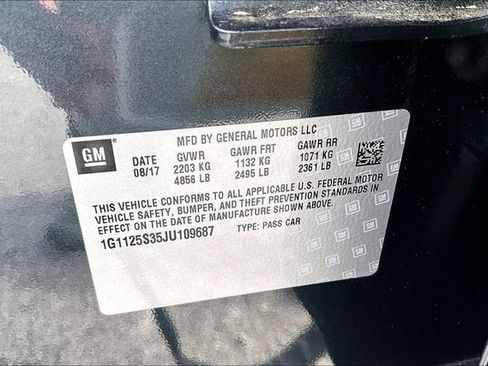 GM
MFD BY GENERAL MOTORS LLC
DATE GVWR GAWR FRT GAWR RR
08/17 2203 KG 1132 KG 1071 KG
4856 LB 2495 LB 2361 LB
THIS VEHICLE CONFORMS TO ALL APPLICABLE U.S. FEDERAL MOTOR
VEHICLE SAFETY, BUMPER, AND THEFT PREVENTION STANDARDS IN
EFFECT ON THE DATE OF MANUFACTURE SHOWN ABOVE.
1G1125S35JU109687 TYPE: PASS CAR